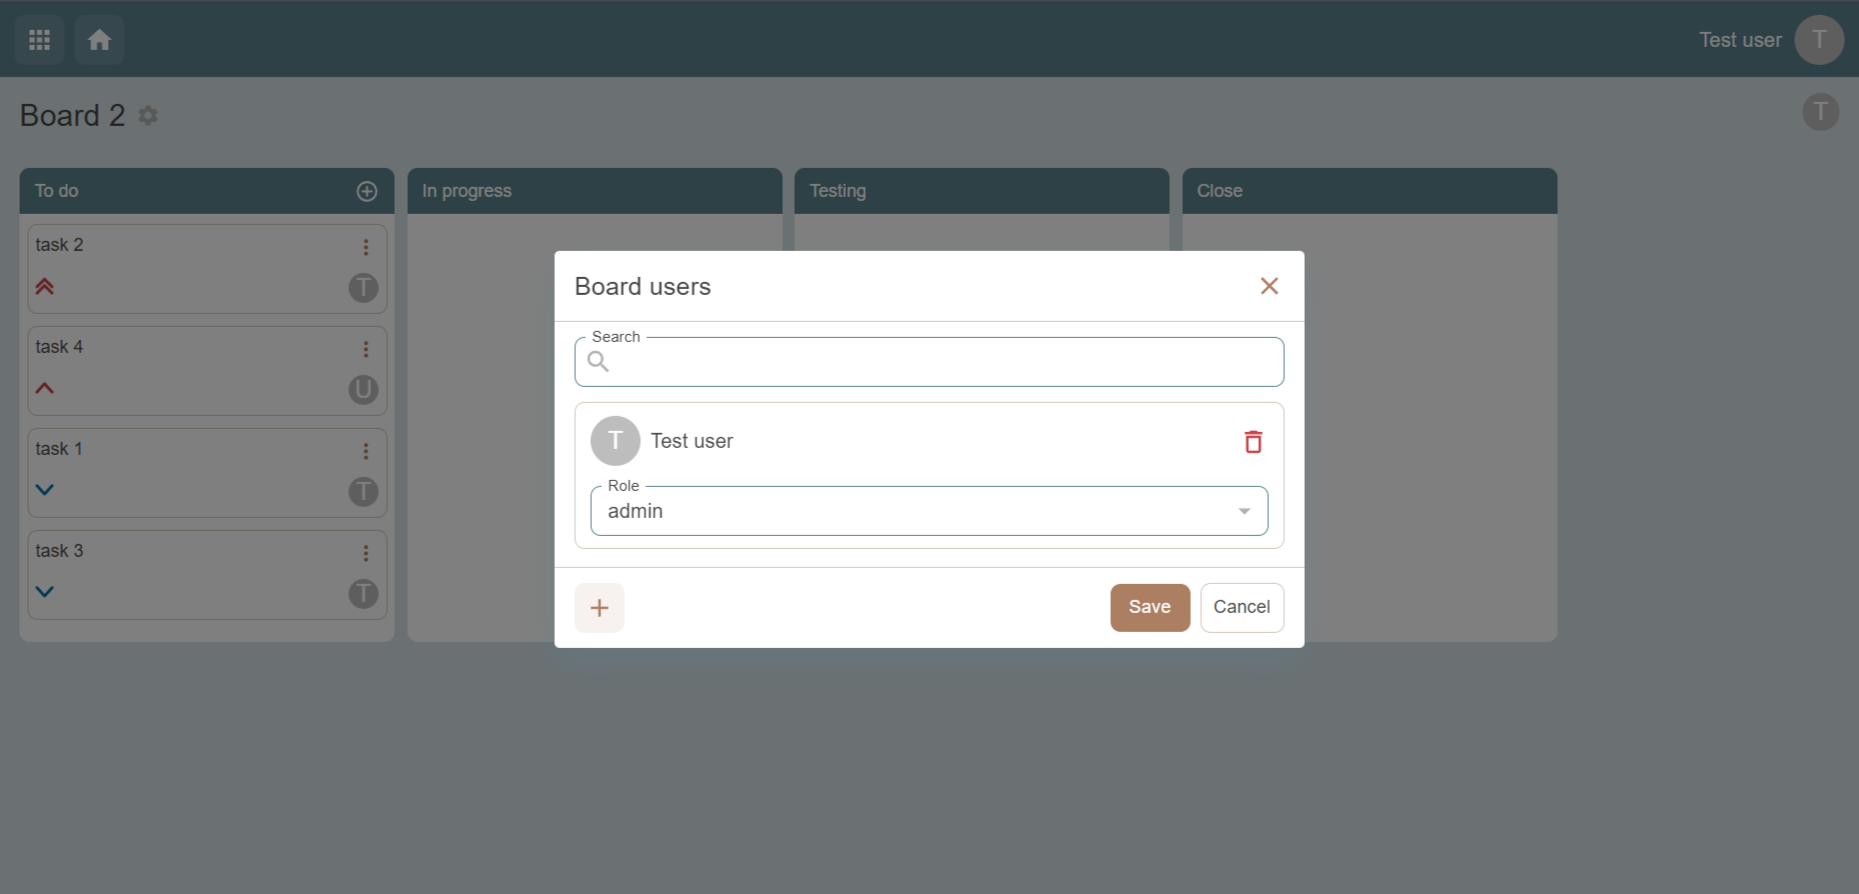 Test user T
Board 2
T
To do
In progress
Testing
Close
task 2
T
task 4
U
task 1
T
task 3
T
Board users
Search
T Test user
Role
admin
Save Cancel